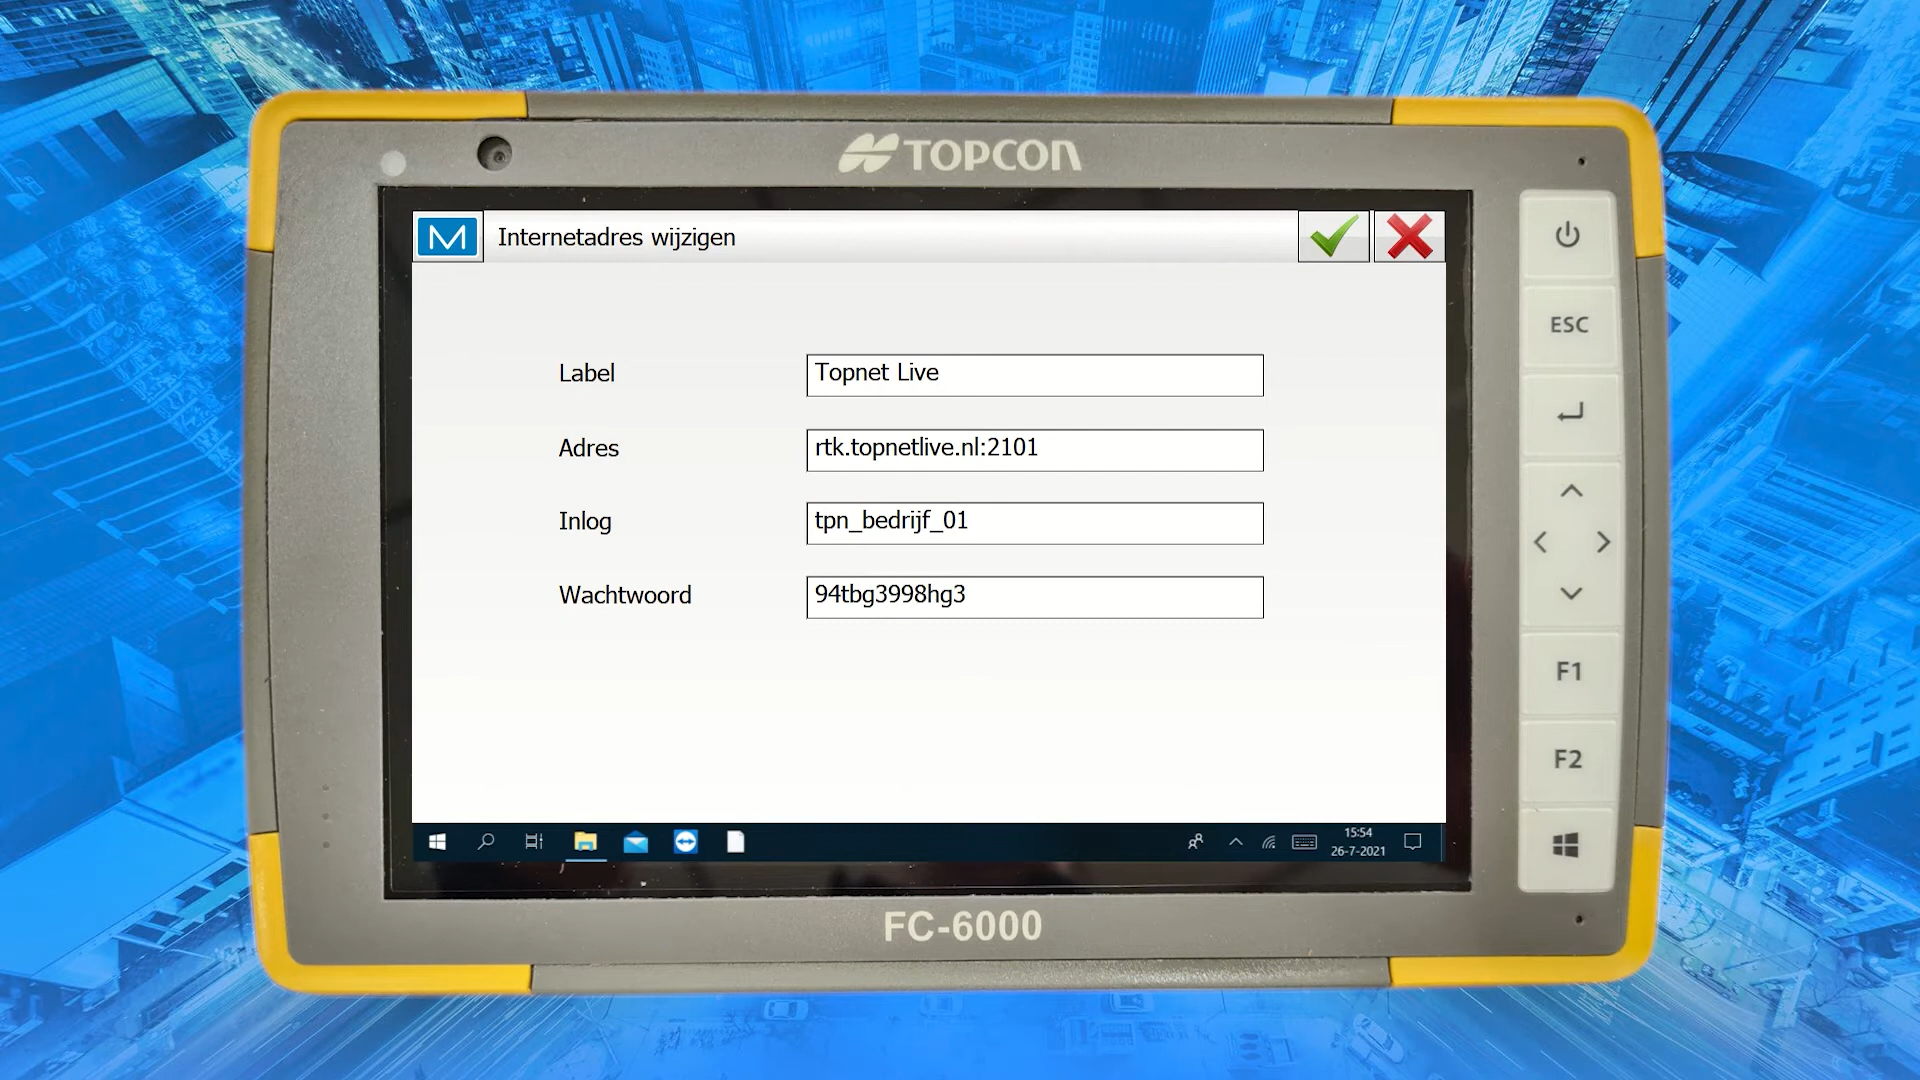 TOPCON
Internetadres wijzigen
Label
Topnet Live
Adres
rtk.topnetlive.nl:2101
Inlog
tpn_bedrijf_01
Wachtwoord
94tbg3998hg3
15:54
26-7-2021
ESC
F1
F2
FC-6000